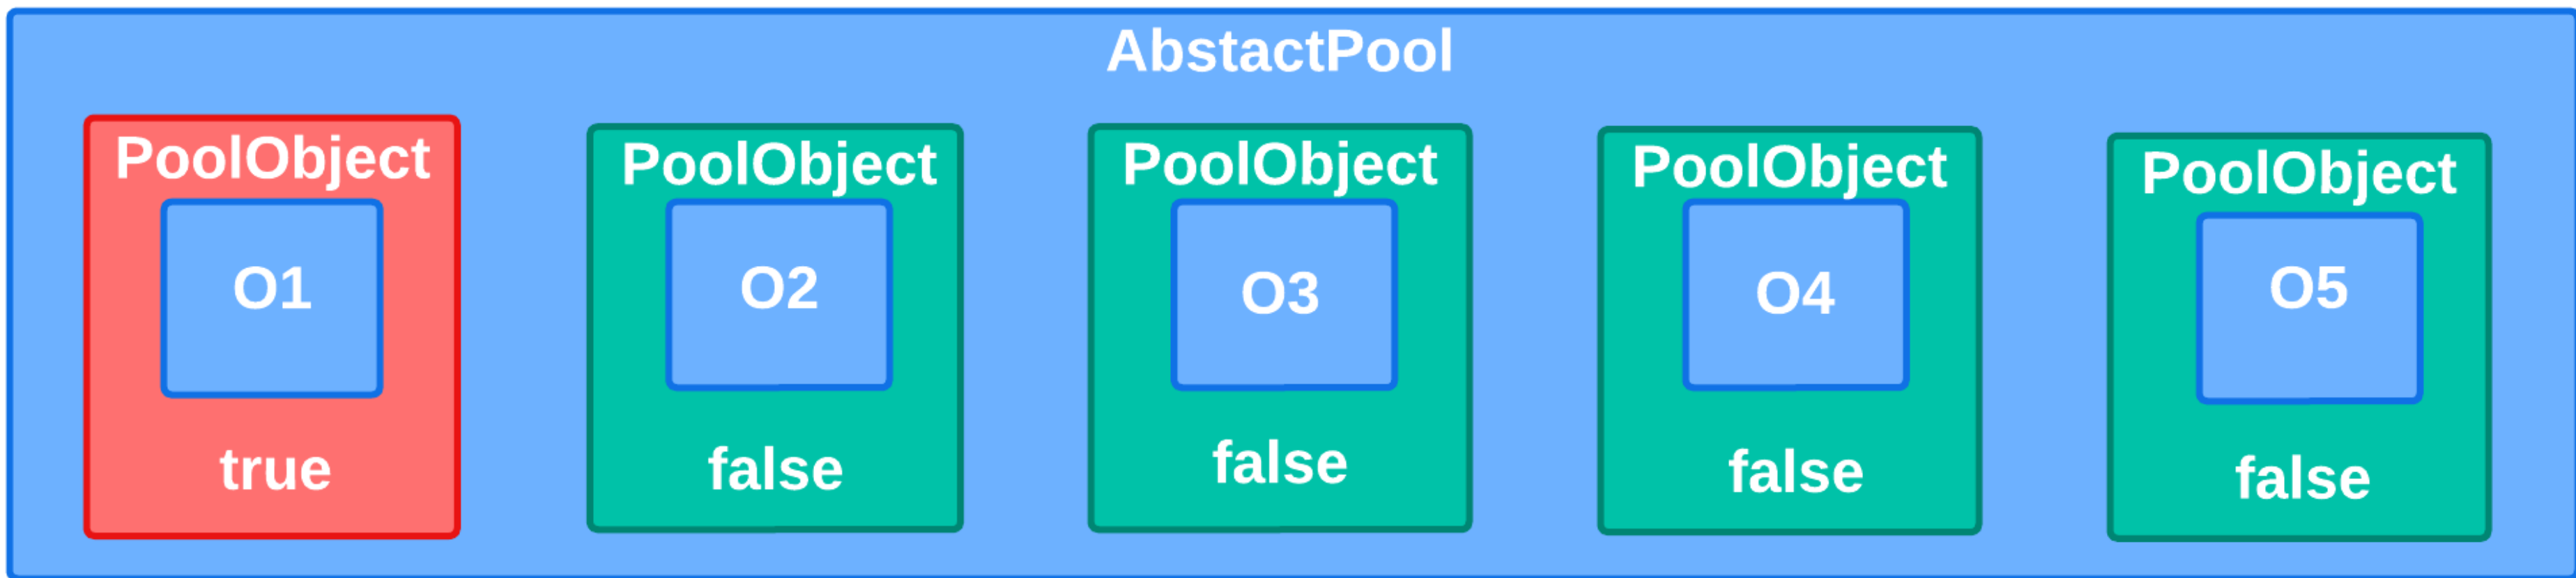 AbstactPool
PoolObject
O1
true
PoolObject
O2
false
PoolObject
O3
false
PoolObject
O4
false
PoolObject
O5
false